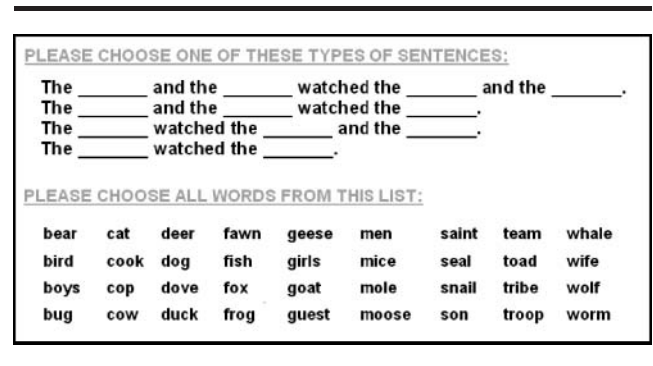 PLEASE CHOOSE ONE OF THESE TYPES OF SENTENCES:
The _______ and the _______ watched the _______ and the _______.
The _______ and the _______ watched the _______.
The _______ watched the _______ and the _______.
The _______ watched the _______.
PLEASE CHOOSE ALL WORDS FROM THIS LIST:
bear cat deer fawn geese men saint team whale
bird cook dog fish girls mice seal toad wife
boys cop dove fox goat mole snail tribe wolf
bug cow duck frog guest moose son troop worm